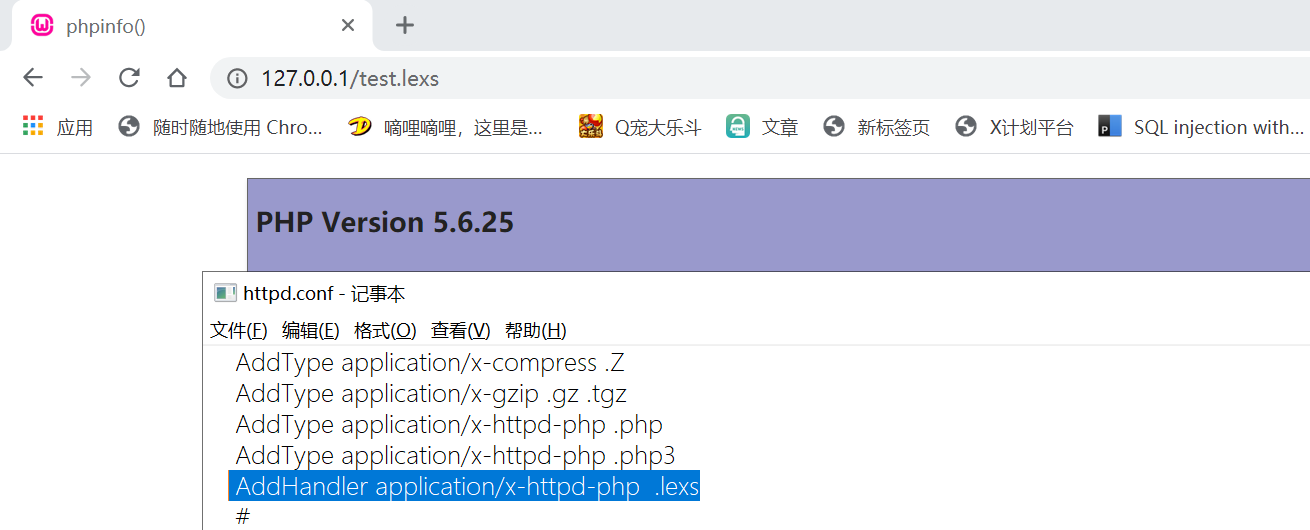 phpinfo()
127.0.0.1/test.lexs
应用 随时随地使用 Chro... 嘀哩嘀哩，这里是... Q宠大乐斗 文章 新标签页 X计划平台 SQL injection with...
PHP Version 5.6.25
httpd.conf - 记事本
文件(F) 编辑(E) 格式(O) 查看(V) 帮助(H)
AddType application/x-compress .Z
AddType application/x-gzip .gz .tgz
AddType application/x-httpd-php .php
AddType application/x-httpd-php .php3
AddHandler application/x-httpd-php  .lexs
#